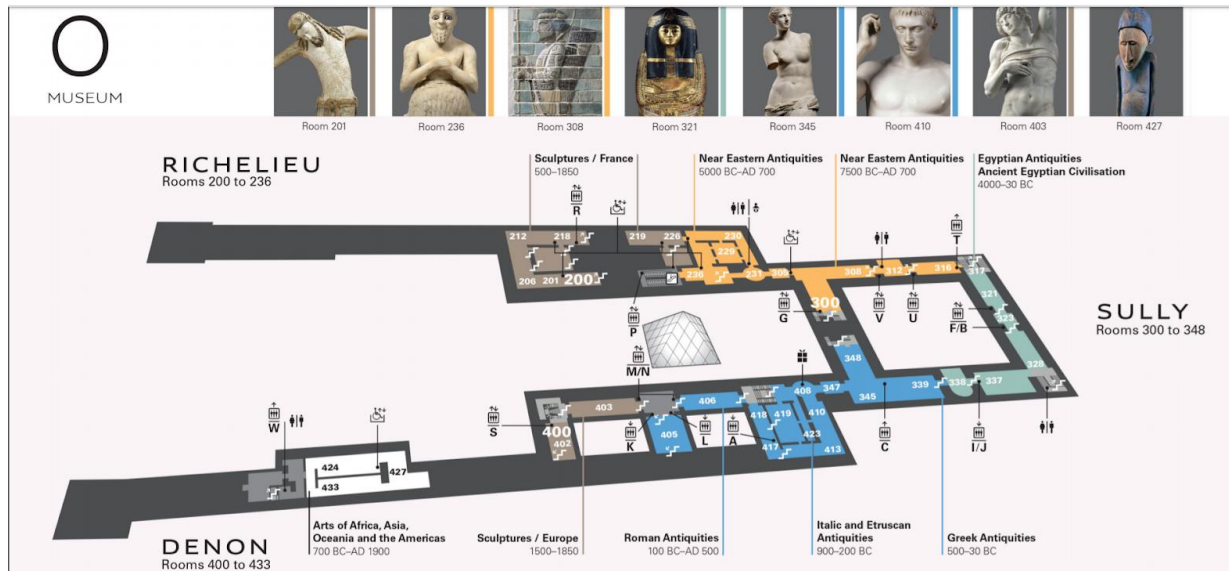 O
MUSEUM
Room 201
Room 236
Room 308
Room 321
Room 345
Room 410
Room 403
Room 427
RICHELIEU
Rooms 200 to 236
Sculptures / France
500–1850
Near Eastern Antiquities
5000 BC–AD 700
Near Eastern Antiquities
7500 BC–AD 700
Egyptian Antiquities
Ancient Egyptian Civilisation
4000–30 BC
R
T
212
218
219
226
230
229
206
201
200
236
231
305
308
312
316
317
P
G
300
V
U
321
323
F/B
328
SULLY
Rooms 300 to 348
M/N
348
408
347
345
339
338
337
W
S
403
400
402
406
405
K
L
A
418
419
410
423
417
413
C
I/J
424
427
433
DENON
Rooms 400 to 433
Arts of Africa, Asia,
Oceania and the Americas
700 BC–AD 1900
Sculptures / Europe
1500–1850
Roman Antiquities
100 BC–AD 500
Italic and Etruscan
Antiquities
900–200 BC
Greek Antiquities
500–30 BC